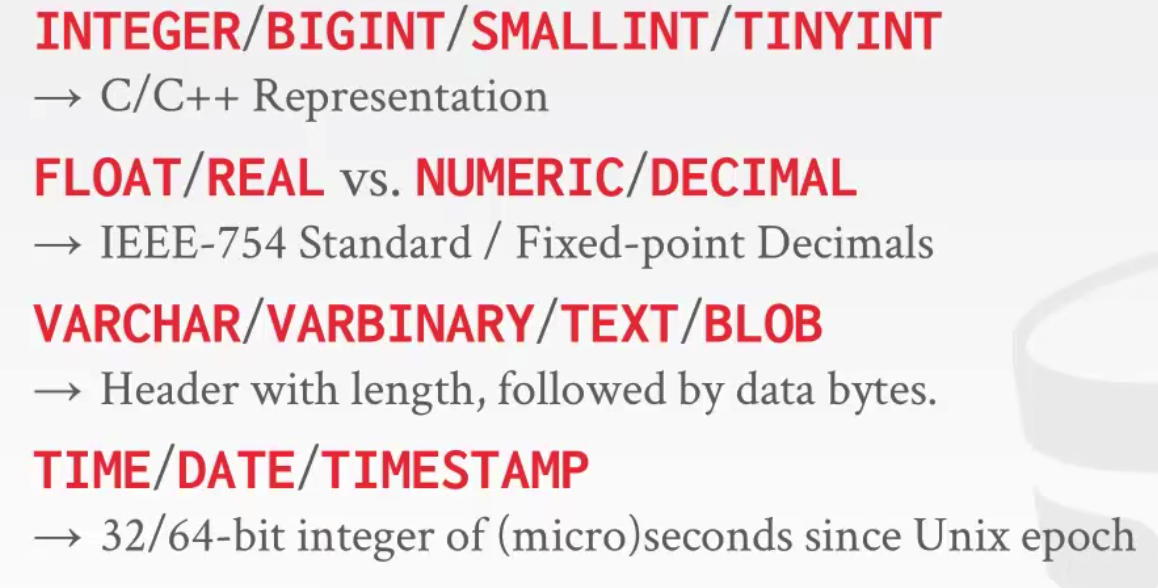 INTEGER/BIGINT/SMALLINT/TINYINT
→ C/C++ Representation
FLOAT/REAL vs. NUMERIC/DECIMAL
→ IEEE-754 Standard / Fixed-point Decimals
VARCHAR/VARBINARY/TEXT/BLOB
→ Header with length, followed by data bytes.
TIME/DATE/TIMESTAMP
→ 32/64-bit integer of (micro)seconds since Unix epoch